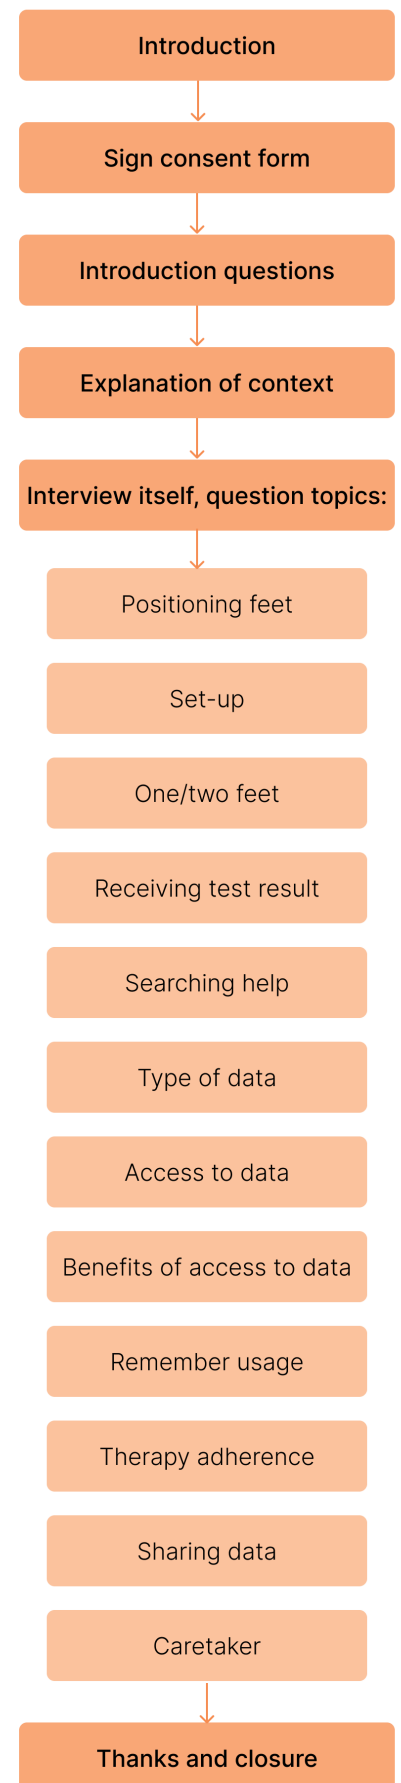 Introduction
Sign consent form
Introduction questions
Explanation of context
Interview itself, question topics:
Positioning feet
Set-up
One/two feet
Receiving test result
Searching help
Type of data
Access to data
Benefits of access to data
Remember usage
Therapy adherence
Sharing data
Caretaker
Thanks and closure